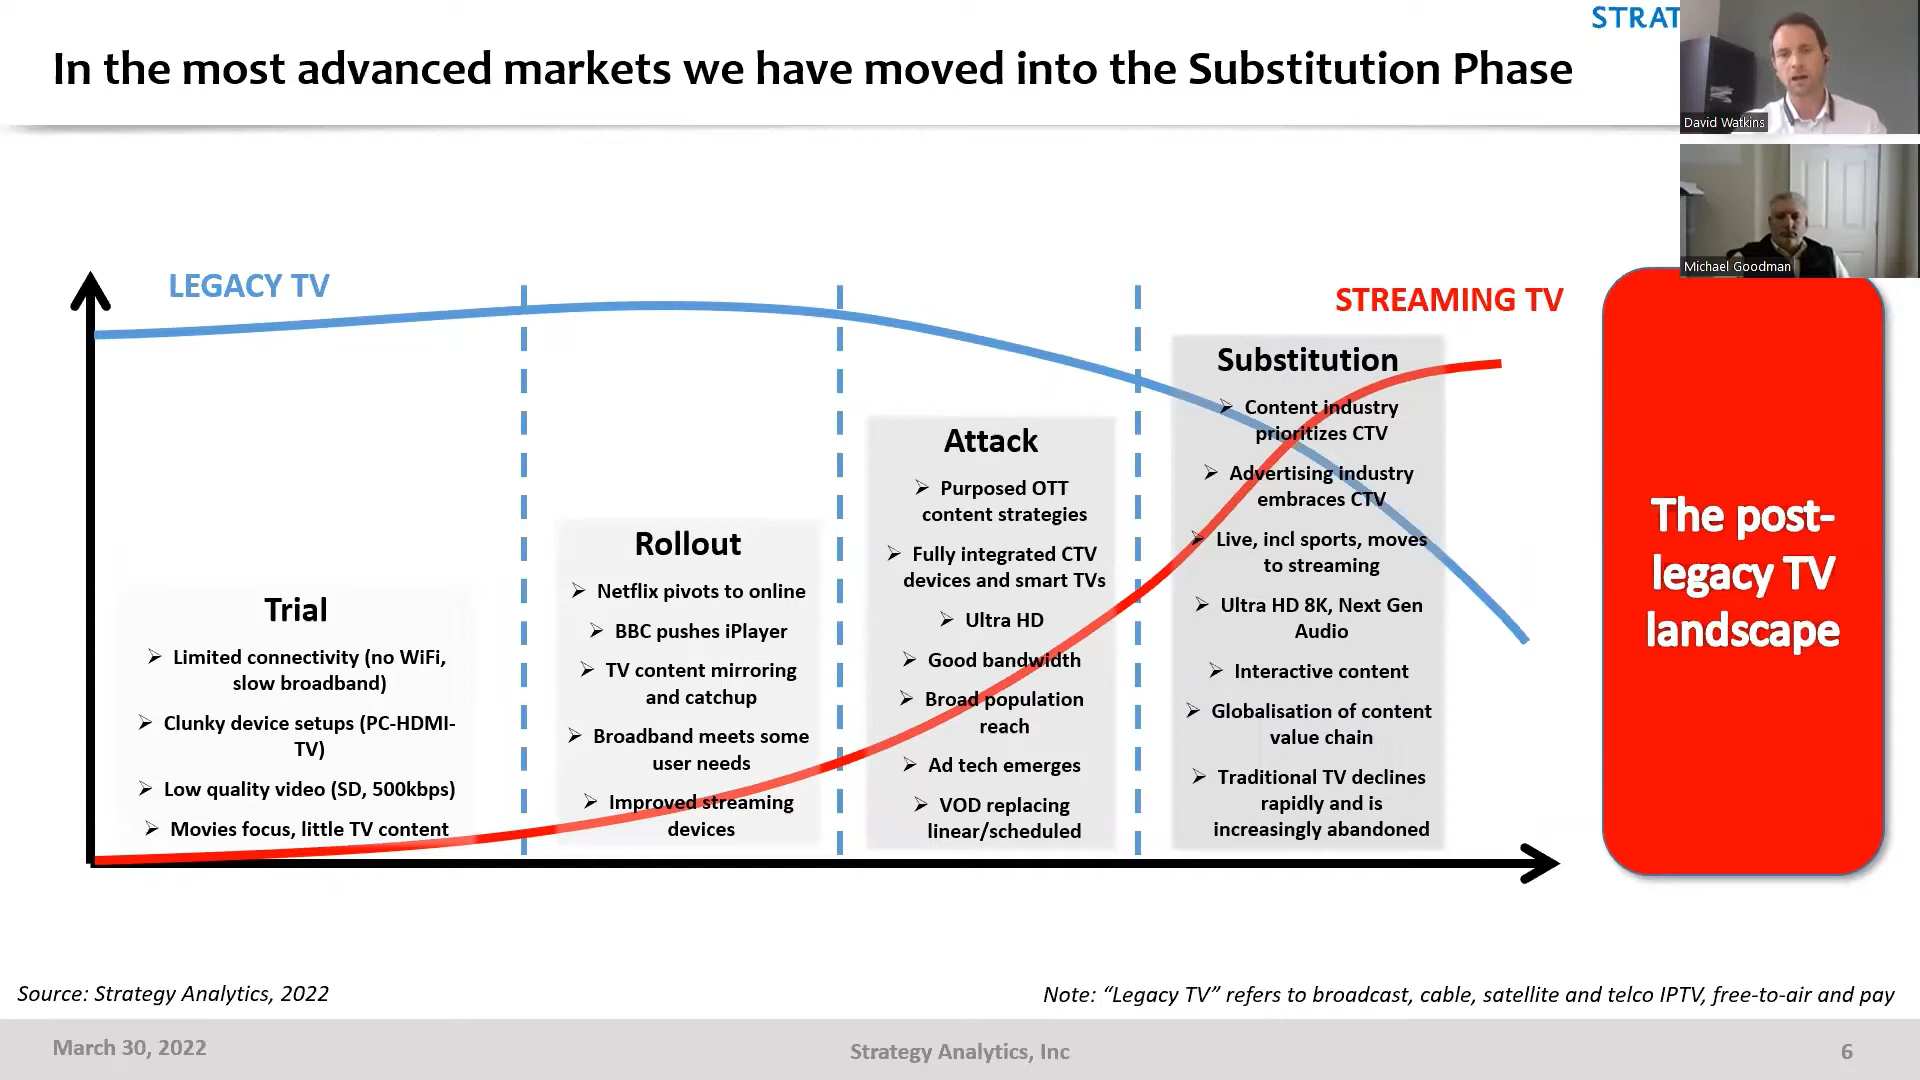 STRAT
In the most advanced markets we have moved into the Substitution Phase
David Watkins
Michael Goodman
LEGACY TV
STREAMING TV
Trial
➢ Limited connectivity (no WiFi,
slow broadband)
➢ Clunky device setups (PC-HDMI-
TV)
➢ Low quality video (SD, 500kbps)
➢ Movies focus, little TV content
Rollout
➢ Netflix pivots to online
➢ BBC pushes iPlayer
➢ TV content mirroring
and catchup
➢ Broadband meets some
user needs
➢ Improved streaming
devices
Attack
➢ Purposed OTT
content strategies
➢ Fully integrated CTV
devices and smart TVs
➢ Ultra HD
➢ Good bandwidth
➢ Broad population
reach
➢ Ad tech emerges
➢ VOD replacing
linear/scheduled
Substitution
➢ Content industry
prioritizes CTV
➢ Advertising industry
embraces CTV
➢ Live, incl sports, moves
to streaming
➢ Ultra HD 8K, Next Gen
Audio
➢ Interactive content
➢ Globalisation of content
value chain
➢ Traditional TV declines
rapidly and is
increasingly abandoned
The post-
legacy TV
landscape
Source: Strategy Analytics, 2022
Note: “Legacy TV” refers to broadcast, cable, satellite and telco IPTV, free-to-air and pay
March 30, 2022
Strategy Analytics, Inc
6